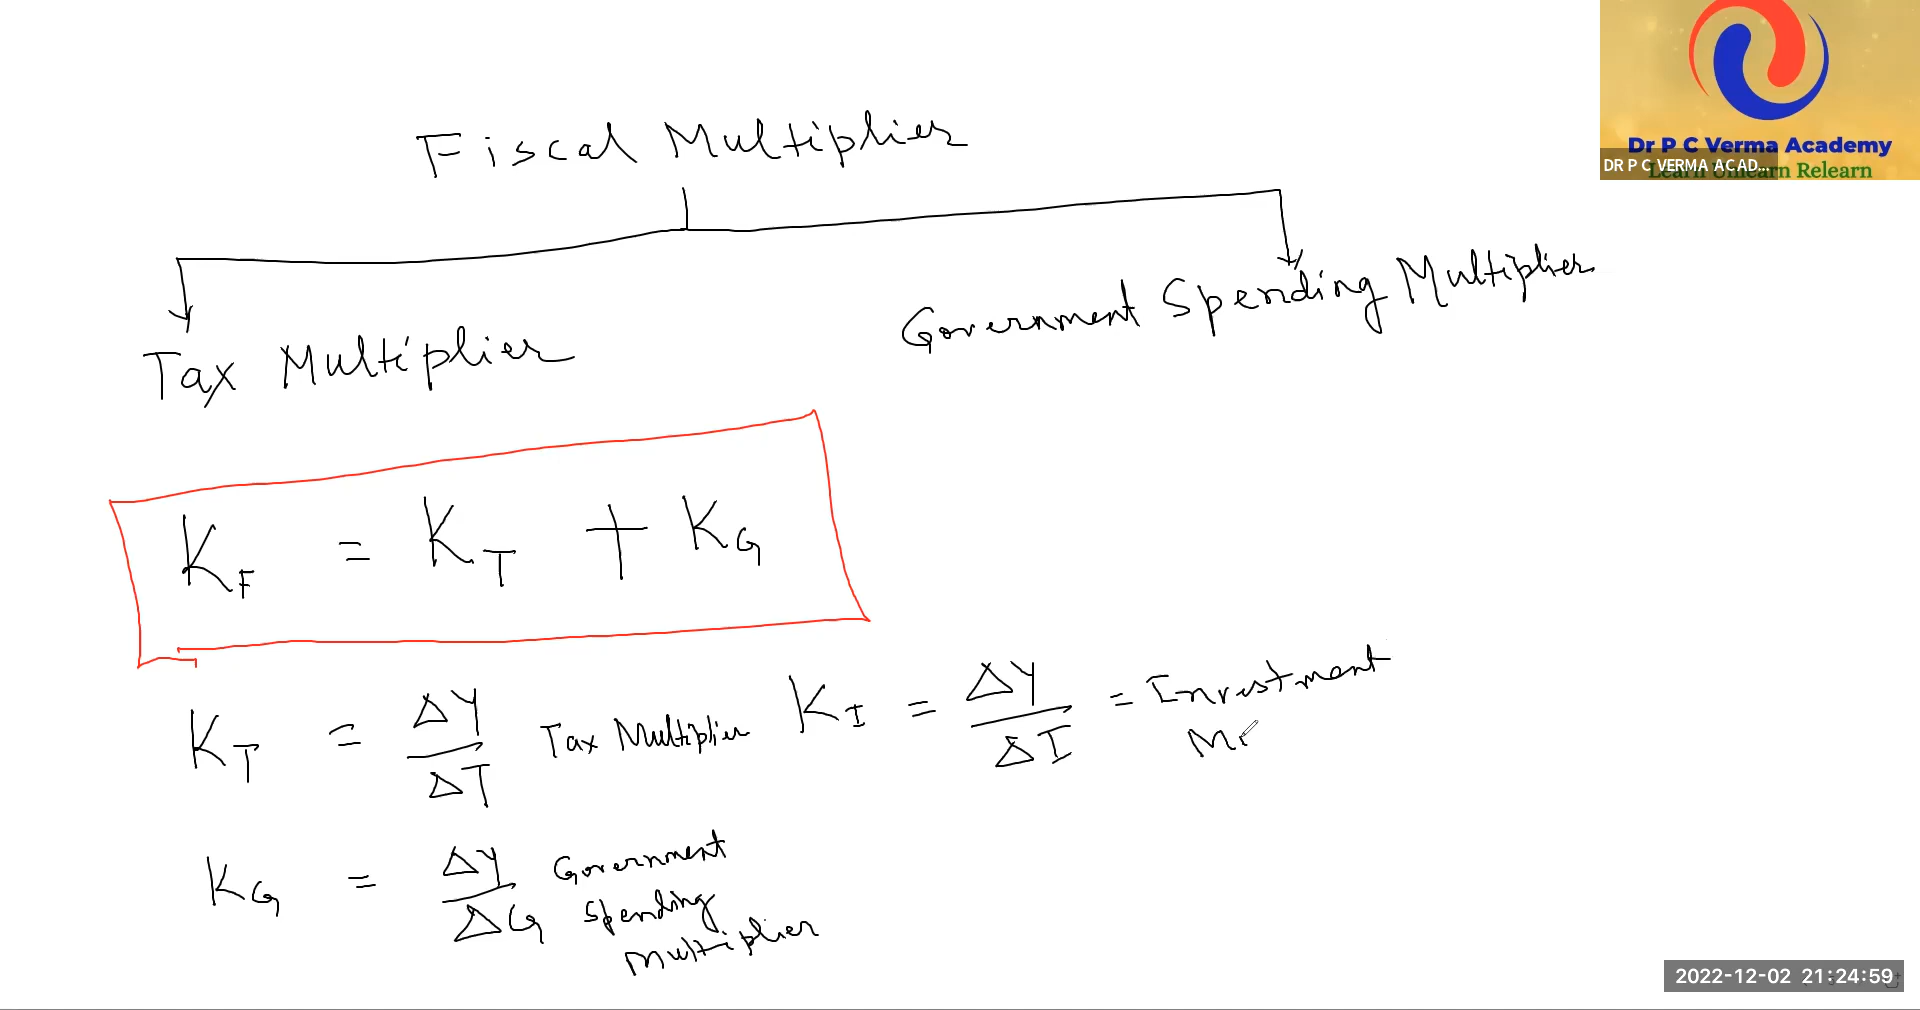 Fiscal Multiplier
Tax Multiplier
Government Spending Multiplier
K_F = K_T + K_G
K_T = ΔY/ΔT Tax Multiplier
K_I = ΔY/ΔI = Investment
K_G = ΔY/ΔG Government
Spending
Multiplier
Dr P C Verma Academy
DR P C VERMA ACAD...
Learn Unlearn Relearn
2022-12-02 21:24:59